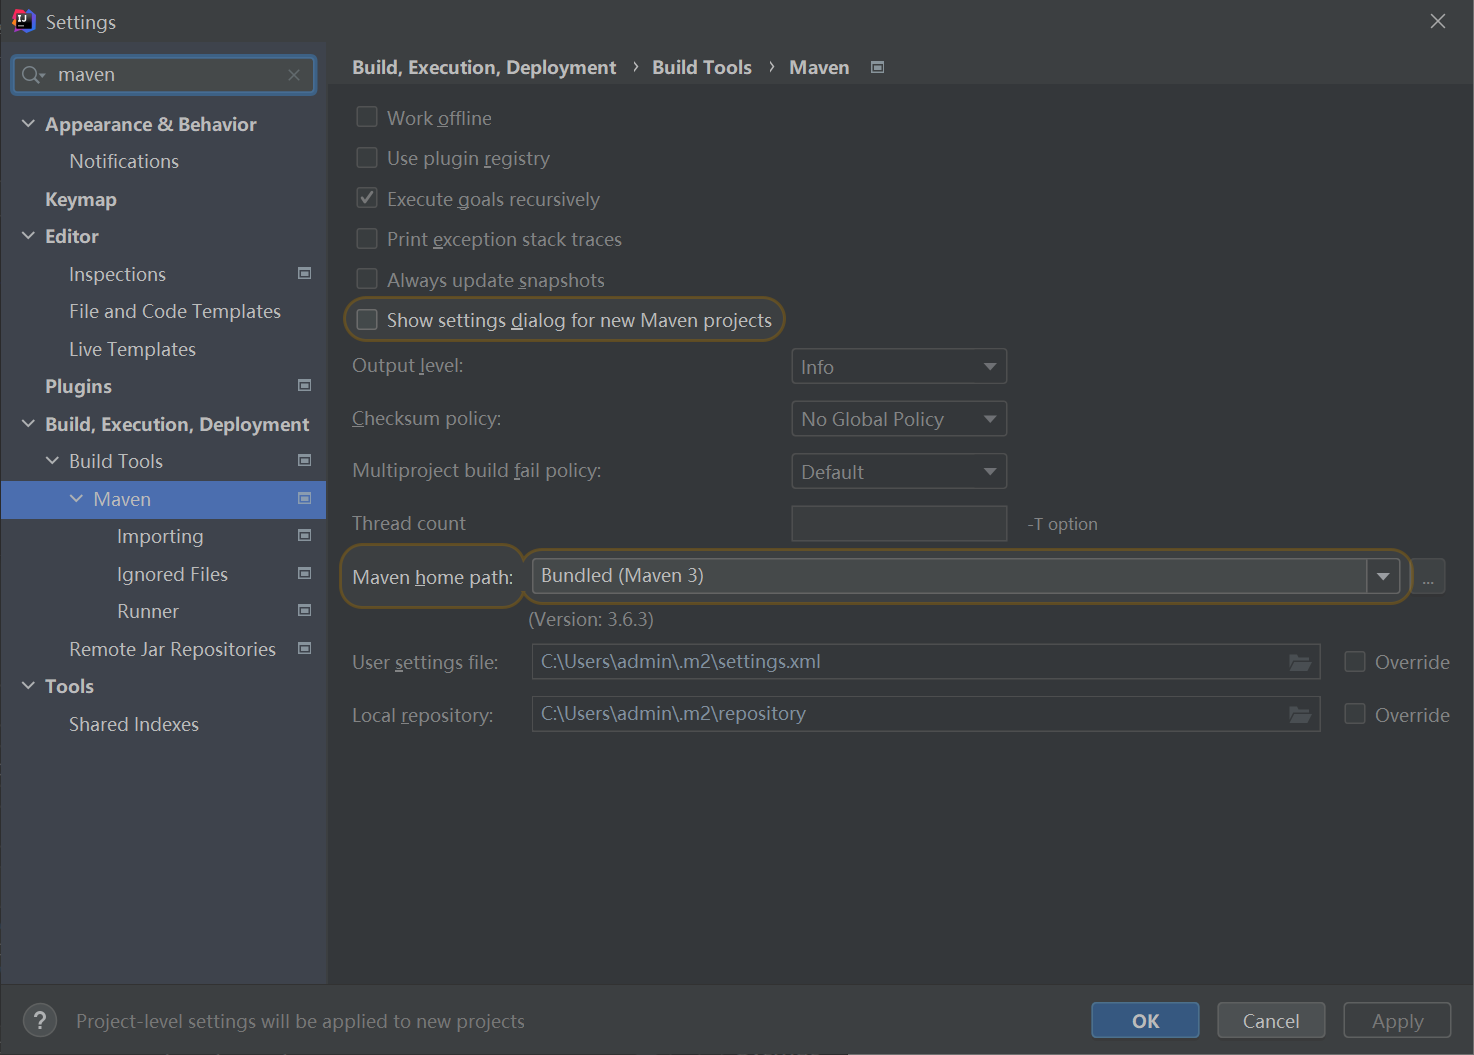 Settings
maven
Appearance & Behavior
Notifications
Keymap
Editor
Inspections
File and Code Templates
Live Templates
Plugins
Build, Execution, Deployment
Build Tools
Maven
Importing
Ignored Files
Runner
Remote Jar Repositories
Tools
Shared Indexes
Build, Execution, Deployment › Build Tools › Maven
Work offline
Use plugin registry
Execute goals recursively
Print exception stack traces
Always update snapshots
Show settings dialog for new Maven projects
Output level: Info
Checksum policy: No Global Policy
Multiproject build fail policy: Default
Thread count -T option
Maven home path: Bundled (Maven 3) ...
(Version: 3.6.3)
User settings file: C:\Users\admin\.m2\settings.xml Override
Local repository: C:\Users\admin\.m2\repository Override
? Project-level settings will be applied to new projects
OK Cancel Apply